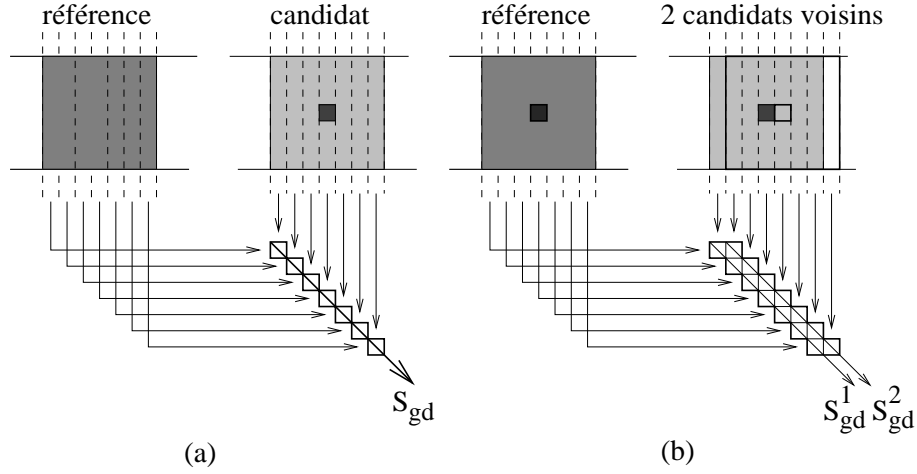 référence candidat référence 2 candidats voisins
S_gd S^1_gd S^2_gd
(a) (b)